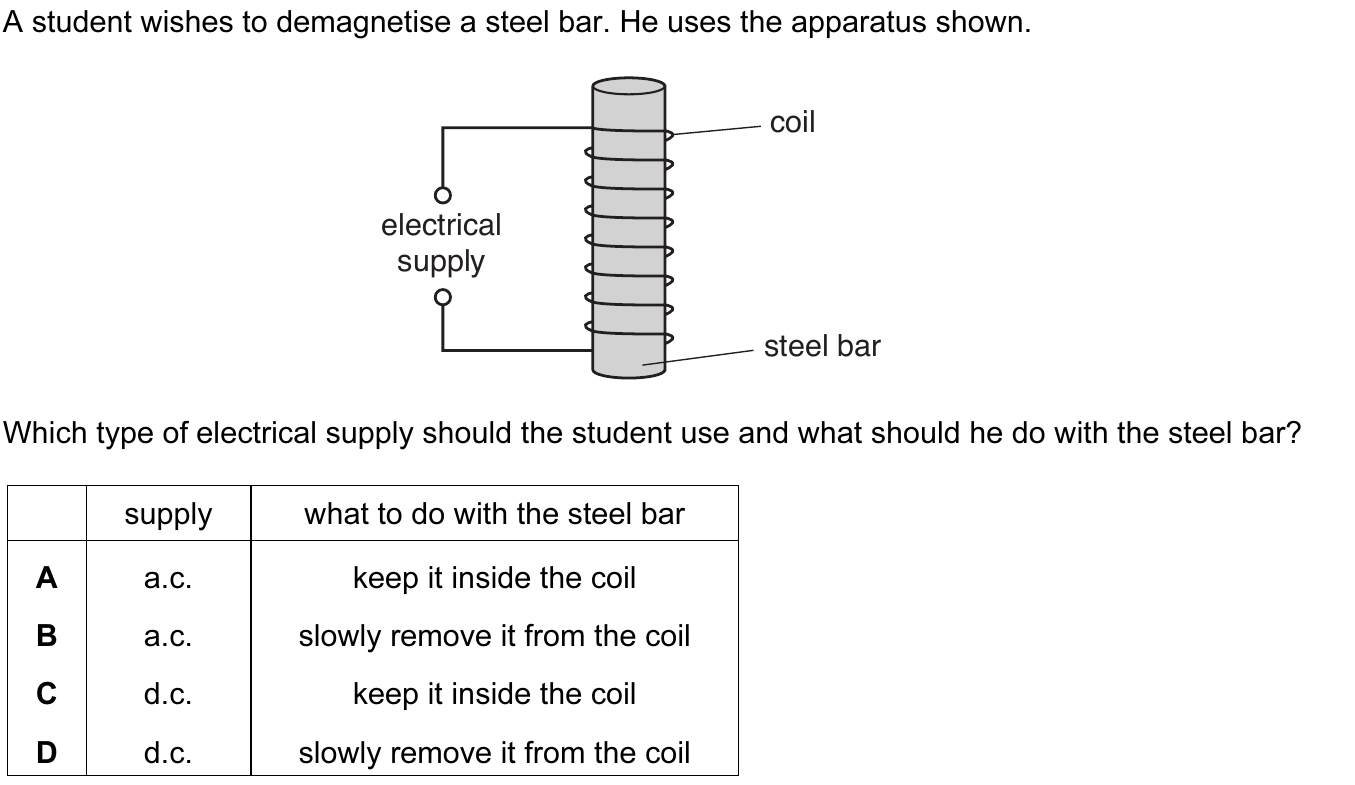 A student wishes to demagnetise a steel bar. He uses the apparatus shown.
coil
electrical
supply
steel bar
Which type of electrical supply should the student use and what should he do with the steel bar?
supply what to do with the steel bar
A a.c. keep it inside the coil
B a.c. slowly remove it from the coil
C d.c. keep it inside the coil
D d.c. slowly remove it from the coil